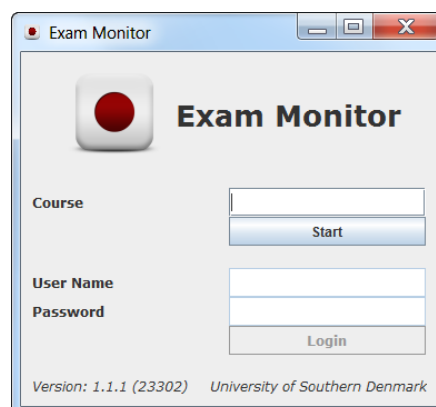 Exam Monitor
Exam Monitor
Course
Start
User Name
Password
Login
Version: 1.1.1 (23302) University of Southern Denmark